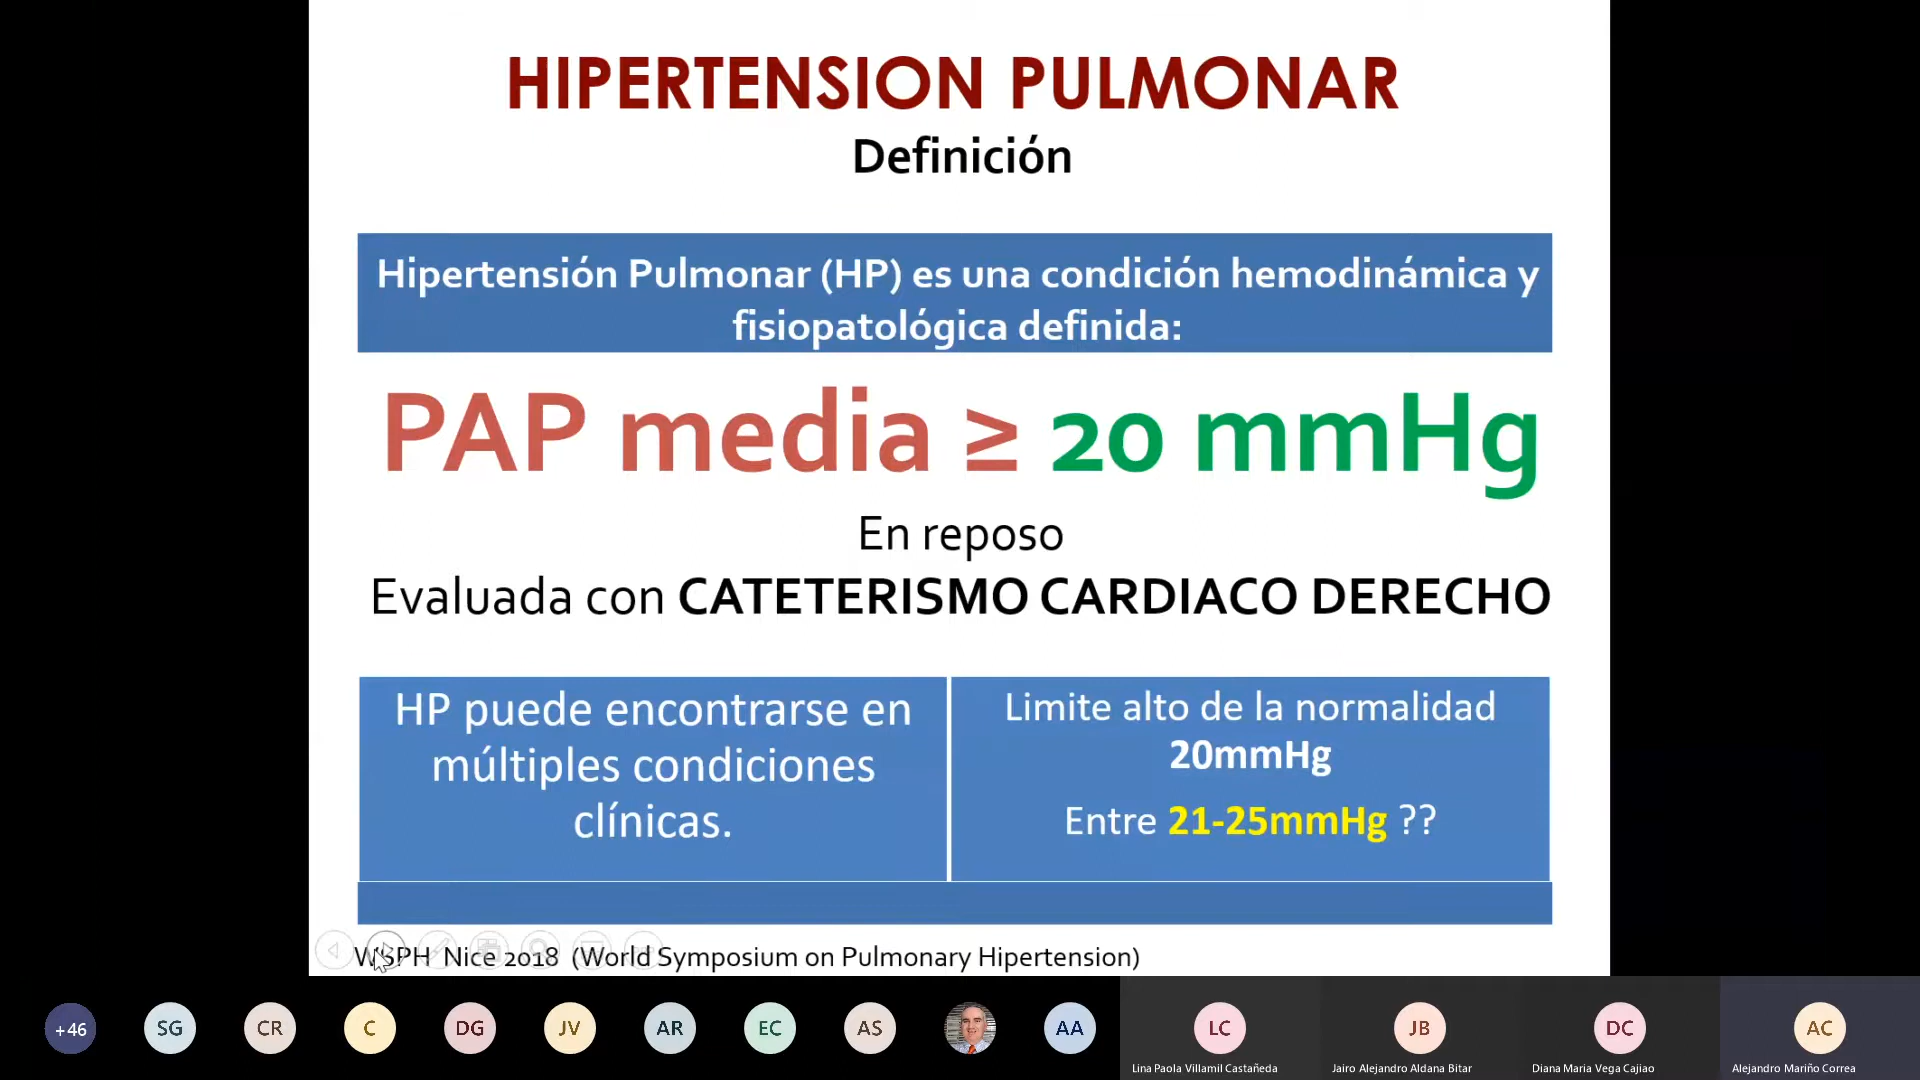 HIPERTENSION PULMONAR
Definición
Hipertensión Pulmonar (HP) es una condición hemodinámica y
fisiopatológica definida:
PAP media ≥ 20 mmHg
En reposo
Evaluada con CATETERISMO CARDIACO DERECHO
HP puede encontrarse en
múltiples condiciones
clínicas.
Limite alto de la normalidad
20mmHg
Entre 21-25mmHg ??
WSPH Nice 2018 (World Symposium on Pulmonary Hipertension)
+46
SG
CR
C
DG
JV
AR
EC
AS
AA
LC
JB
DC
AC
Lina Paola Villamil Castañeda
Jairo Alejandro Aldana Bitar
Diana Maria Vega Cajiao
Alejandro Mariño Correa